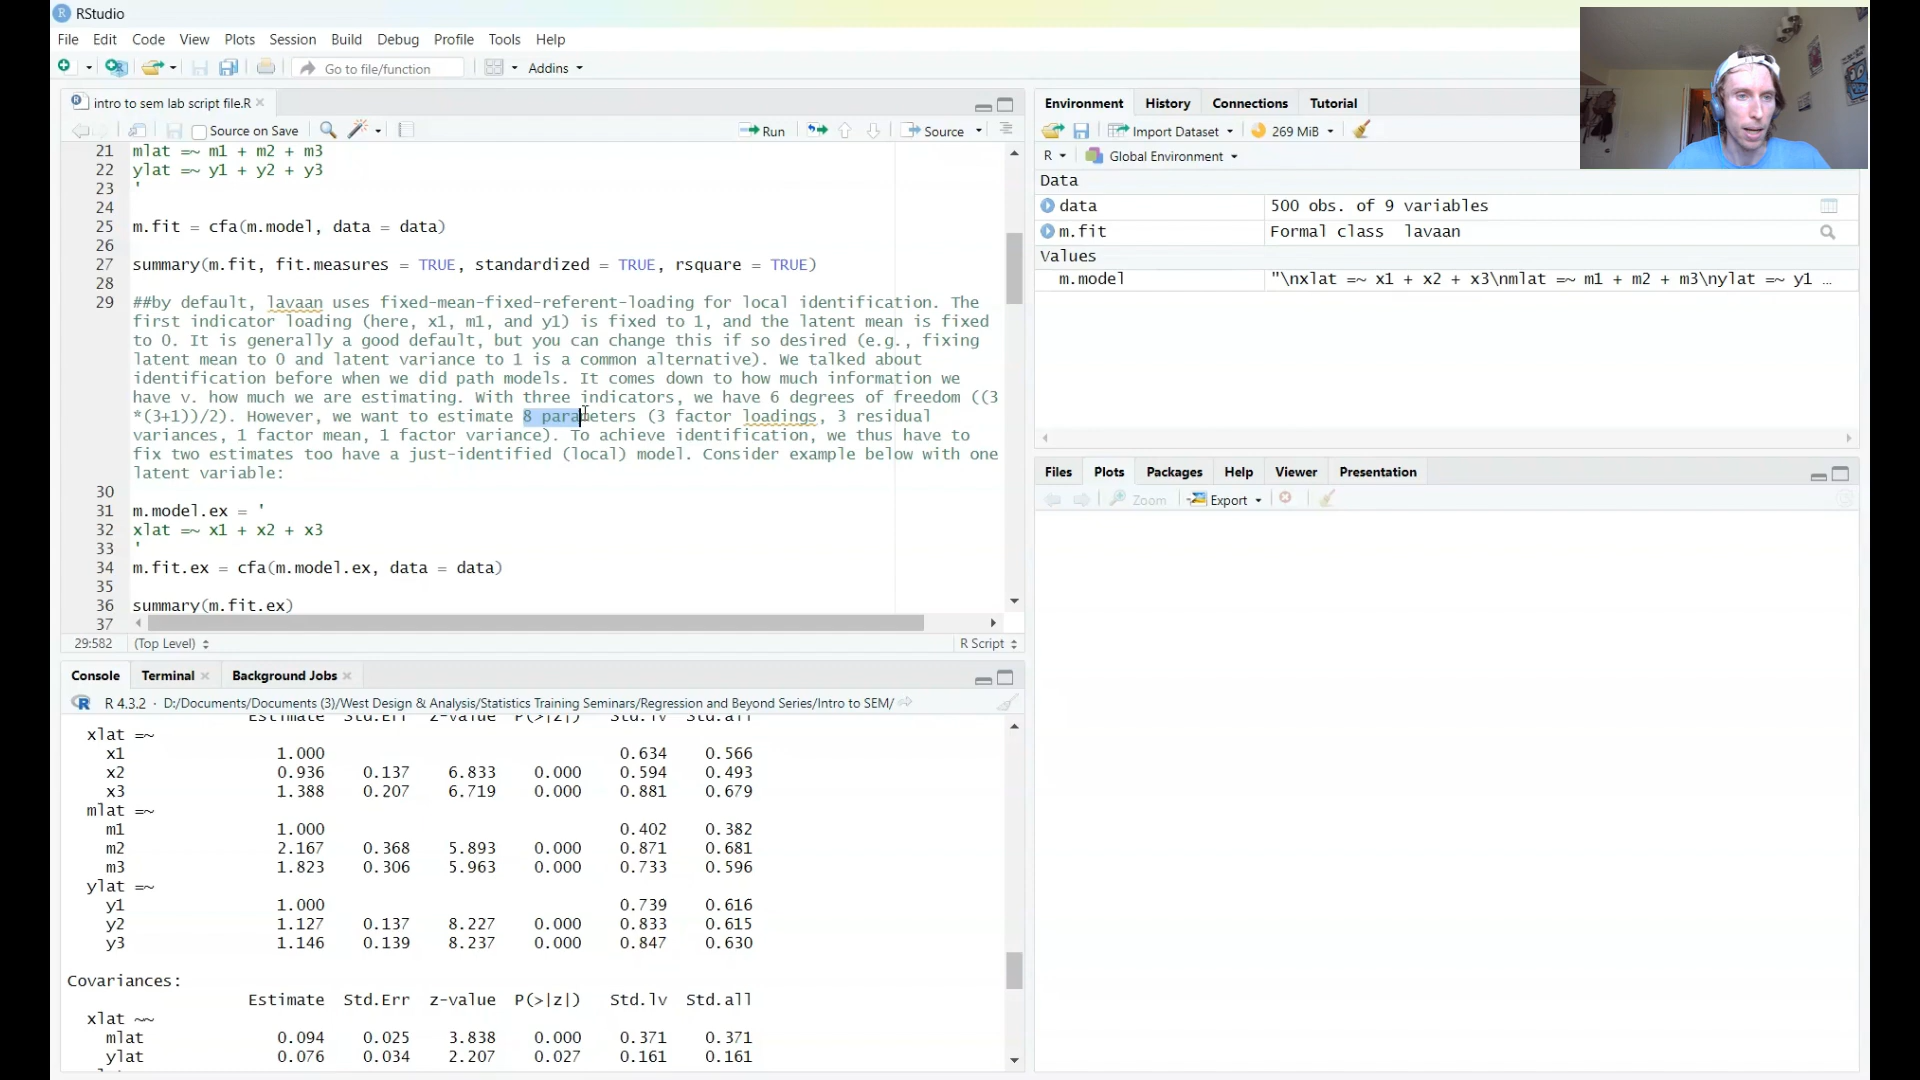 RStudio
File Edit Code View Plots Session Build Debug Profile Tools Help
Go to file/function Addins
intro to sem lab script file.R
Source on Save Run Source
21 mlat =~ m1 + m2 + m3
22 ylat =~ y1 + y2 + y3
23 '
24
25 m.fit = cfa(m.model, data = data)
26
27 summary(m.fit, fit.measures = TRUE, standardized = TRUE, rsquare = TRUE)
28
29 ##by default, lavaan uses fixed-mean-fixed-referent-loading for local identification. The
first indicator loading (here, x1, m1, and y1) is fixed to 1, and the latent mean is fixed
to 0. It is generally a good default, but you can change this if so desired (e.g., fixing
latent mean to 0 and latent variance to 1 is a common alternative). We talked about
identification before when we did path models. It comes down to how much information we
have v. how much we are estimating. With three indicators, we have 6 degrees of freedom ((3
*(3+1))/2). However, we want to estimate 8 parameters (3 factor loadings, 3 residual
variances, 1 factor mean, 1 factor variance). To achieve identification, we thus have to
fix two estimates too have a just-identified (local) model. Consider example below with one
latent variable:
30
31 m.model.ex = '
32 xlat =~ x1 + x2 + x3
33 '
34 m.fit.ex = cfa(m.model.ex, data = data)
35
36 summary(m.fit.ex)
37
29:582 (Top Level) R Script
Console Terminal Background Jobs
R 4.3.2 · D:/Documents/Documents (3)/West Design & Analysis/Statistics Training Seminars/Regression and Beyond Series/Intro to SEM/
Estimate Std.Err z-value P(>|z|) Std.lv Std.all
xlat =~
x1 1.000 0.634 0.566
x2 0.936 0.137 6.833 0.000 0.594 0.493
x3 1.388 0.207 6.719 0.000 0.881 0.679
mlat =~
m1 1.000 0.402 0.382
m2 2.167 0.368 5.893 0.000 0.871 0.681
m3 1.823 0.306 5.963 0.000 0.733 0.596
ylat =~
y1 1.000 0.739 0.616
y2 1.127 0.137 8.227 0.000 0.833 0.615
y3 1.146 0.139 8.237 0.000 0.847 0.630
Covariances:
Estimate Std.Err z-value P(>|z|) Std.lv Std.all
xlat ~~
mlat 0.094 0.025 3.838 0.000 0.371 0.371
ylat 0.076 0.034 2.207 0.027 0.161 0.161
Environment History Connections Tutorial
Import Dataset 269 MiB
R Global Environment
Data
data 500 obs. of 9 variables
m.fit Formal class lavaan
Values
m.model "\nxlat =~ x1 + x2 + x3\nmlat =~ m1 + m2 + m3\nylat =~ y1 ...
Files Plots Packages Help Viewer Presentation
Zoom Export